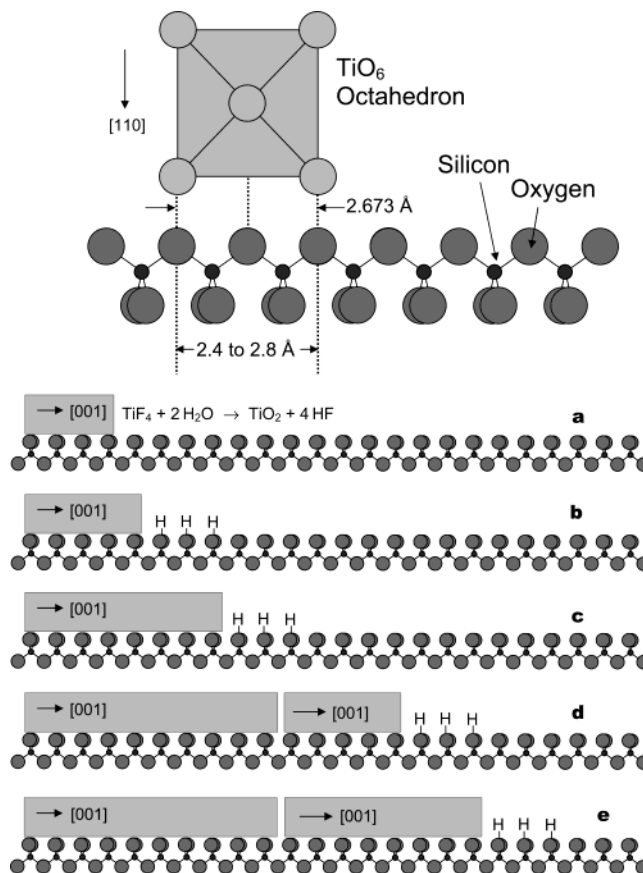 TiO₆
Octahedron
[110]
Silicon
Oxygen
2.673 Å
2.4 to 2.8 Å
[001] TiF₄ + 2 H₂O → TiO₂ + 4 HF
a
[001] H H H
b
[001] H H H
c
[001] [001] H H H
d
[001] [001] H H H
e